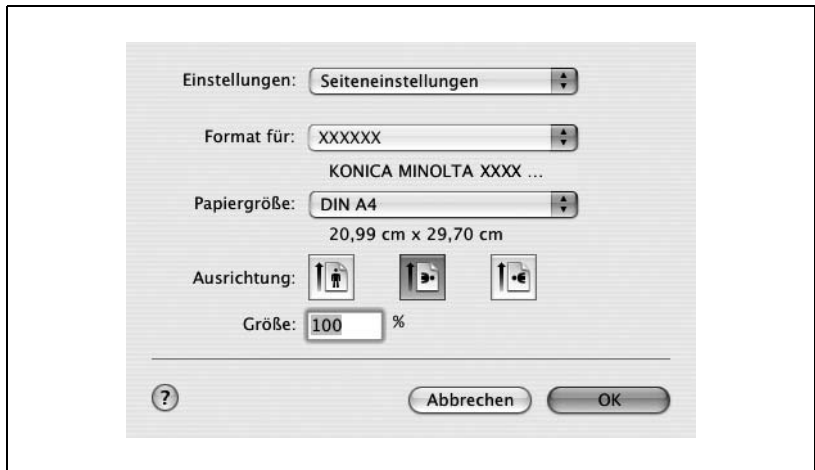 Einstellungen: Seiteneinstellungen
Format für: XXXXXX
KONICA MINOLTA XXXX ...
Papiergröße: DIN A4
20,99 cm x 29,70 cm
Ausrichtung:
Größe: 100 %
? Abbrechen OK